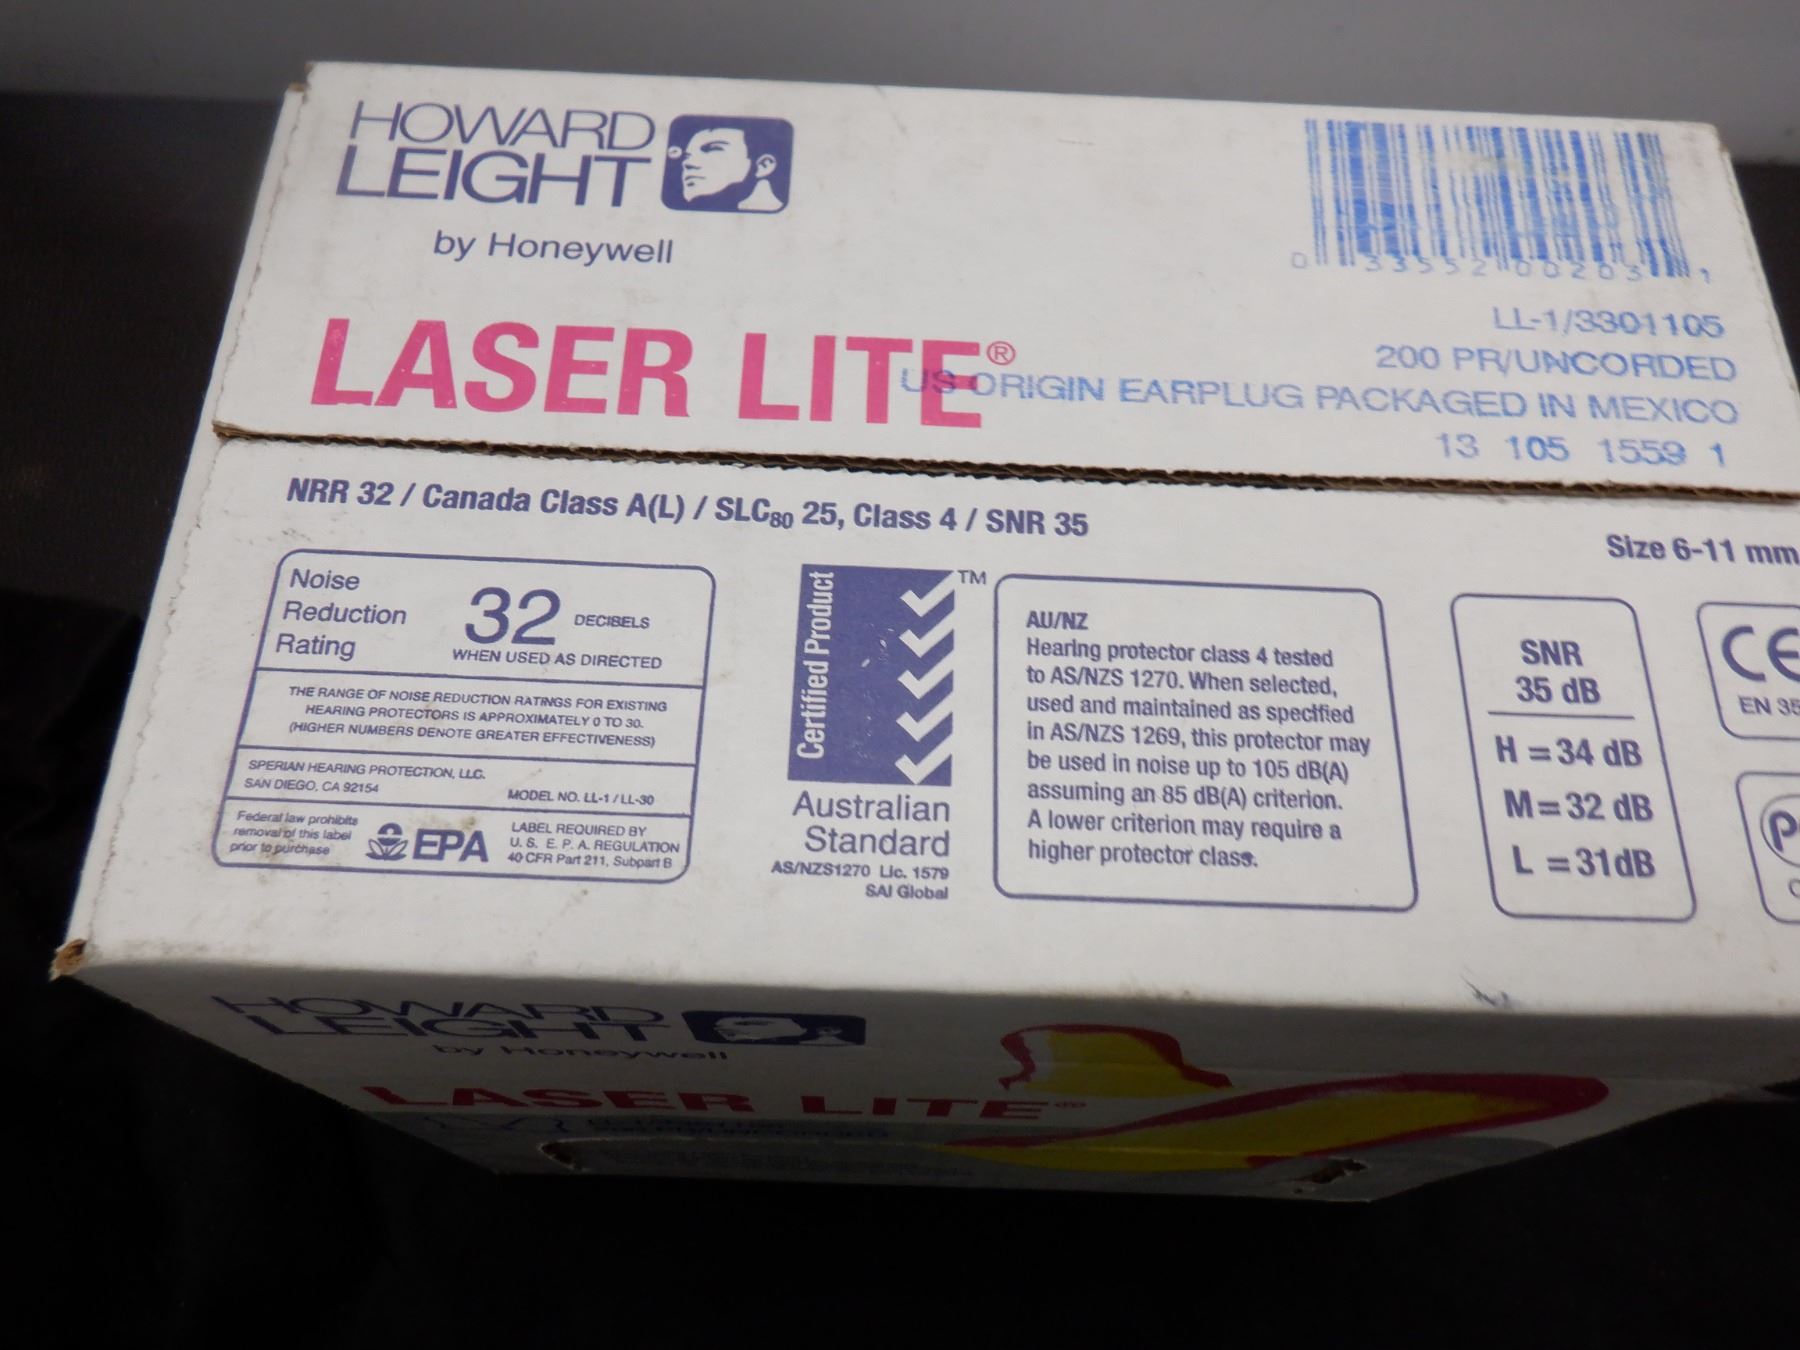 HOWARD
LEIGHT
by Honeywell
LASER LITE®
0 33552 00203 1
LL-1/3301105
200 PR/UNCORDED
US ORIGIN EARPLUG PACKAGED IN MEXICO
13 105 1559 1
NRR 32 / Canada Class A(L) / SLC80 25, Class 4 / SNR 35
Size 6-11 mm
Noise
Reduction
Rating
32 DECIBELS
WHEN USED AS DIRECTED
THE RANGE OF NOISE REDUCTION RATINGS FOR EXISTING
HEARING PROTECTORS IS APPROXIMATELY 0 TO 30.
(HIGHER NUMBERS DENOTE GREATER EFFECTIVENESS)
SPERIAN HEARING PROTECTION, LLC.
SAN DIEGO, CA 92154
MODEL NO. LL-1 / LL-30
Federal law prohibits
removal of this label
prior to purchase
EPA
LABEL REQUIRED BY
U. S. E. P. A. REGULATION
40 CFR Part 211, Subpart B
Certified Product
TM
Australian
Standard
AS/NZS1270 Lic. 1579
SAI Global
AU/NZ
Hearing protector class 4 tested
to AS/NZS 1270. When selected,
used and maintained as specified
in AS/NZS 1269, this protector may
be used in noise up to 105 dB(A)
assuming an 85 dB(A) criterion.
A lower criterion may require a
higher protector class.
SNR
35 dB
H = 34 dB
M = 32 dB
L = 31dB
CE
EN 35
HOWARD
LEIGHT
by Honeywell
LASER LITE®